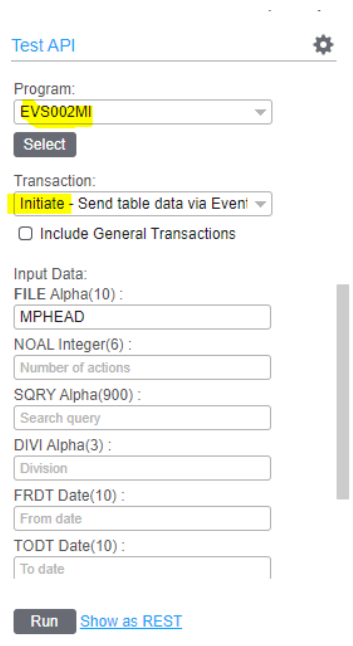 Test API
Program:
EVS002MI
Select
Transaction:
Initiate - Send table data via Event
Include General Transactions
Input Data:
FILE Alpha(10) :
MPHEAD
NOAL Integer(6) :
Number of actions
SQRY Alpha(900) :
Search query
DIVI Alpha(3) :
Division
FRDT Date(10) :
From date
TODT Date(10) :
To date
Run Show as REST